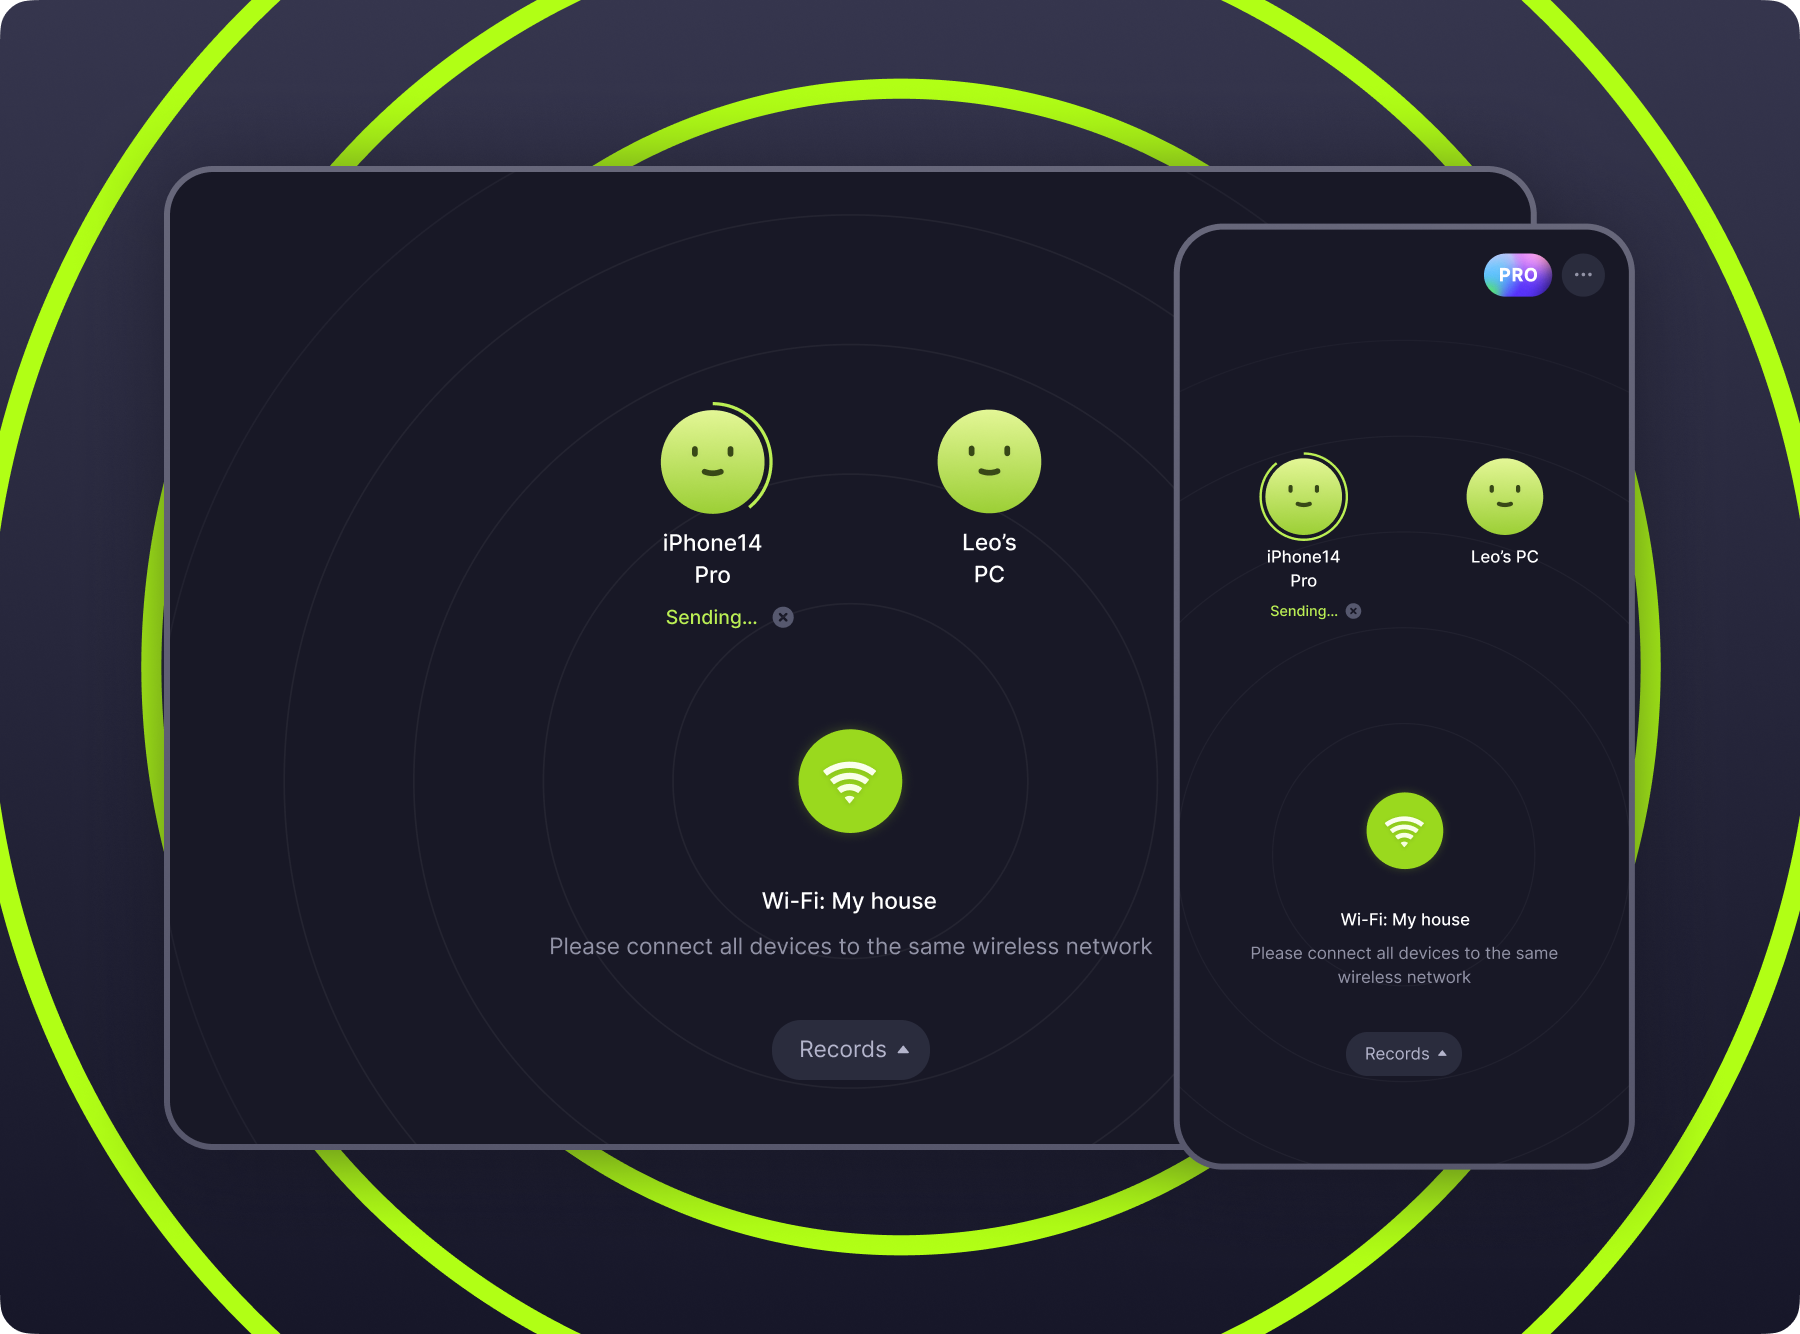 iPhone14
Pro
Sending...
Leo's
PC
Wi-Fi: My house
Please connect all devices to the same wireless network
Records
PRO
iPhone14
Pro
Sending...
Leo's PC
Wi-Fi: My house
Please connect all devices to the same
wireless network
Records